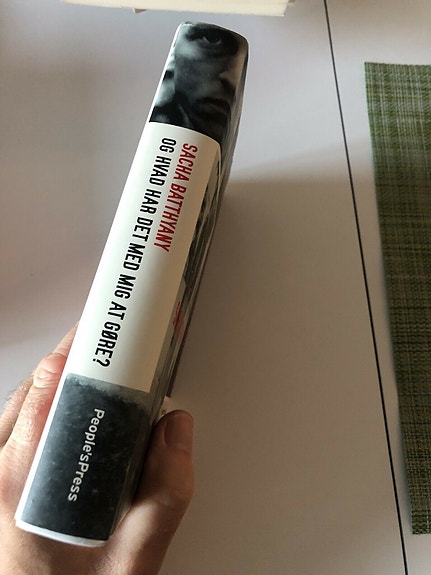 SACHA BATTHYANY
OG HVAD HAR DET MED MIG AT GØRE?
People'sPress